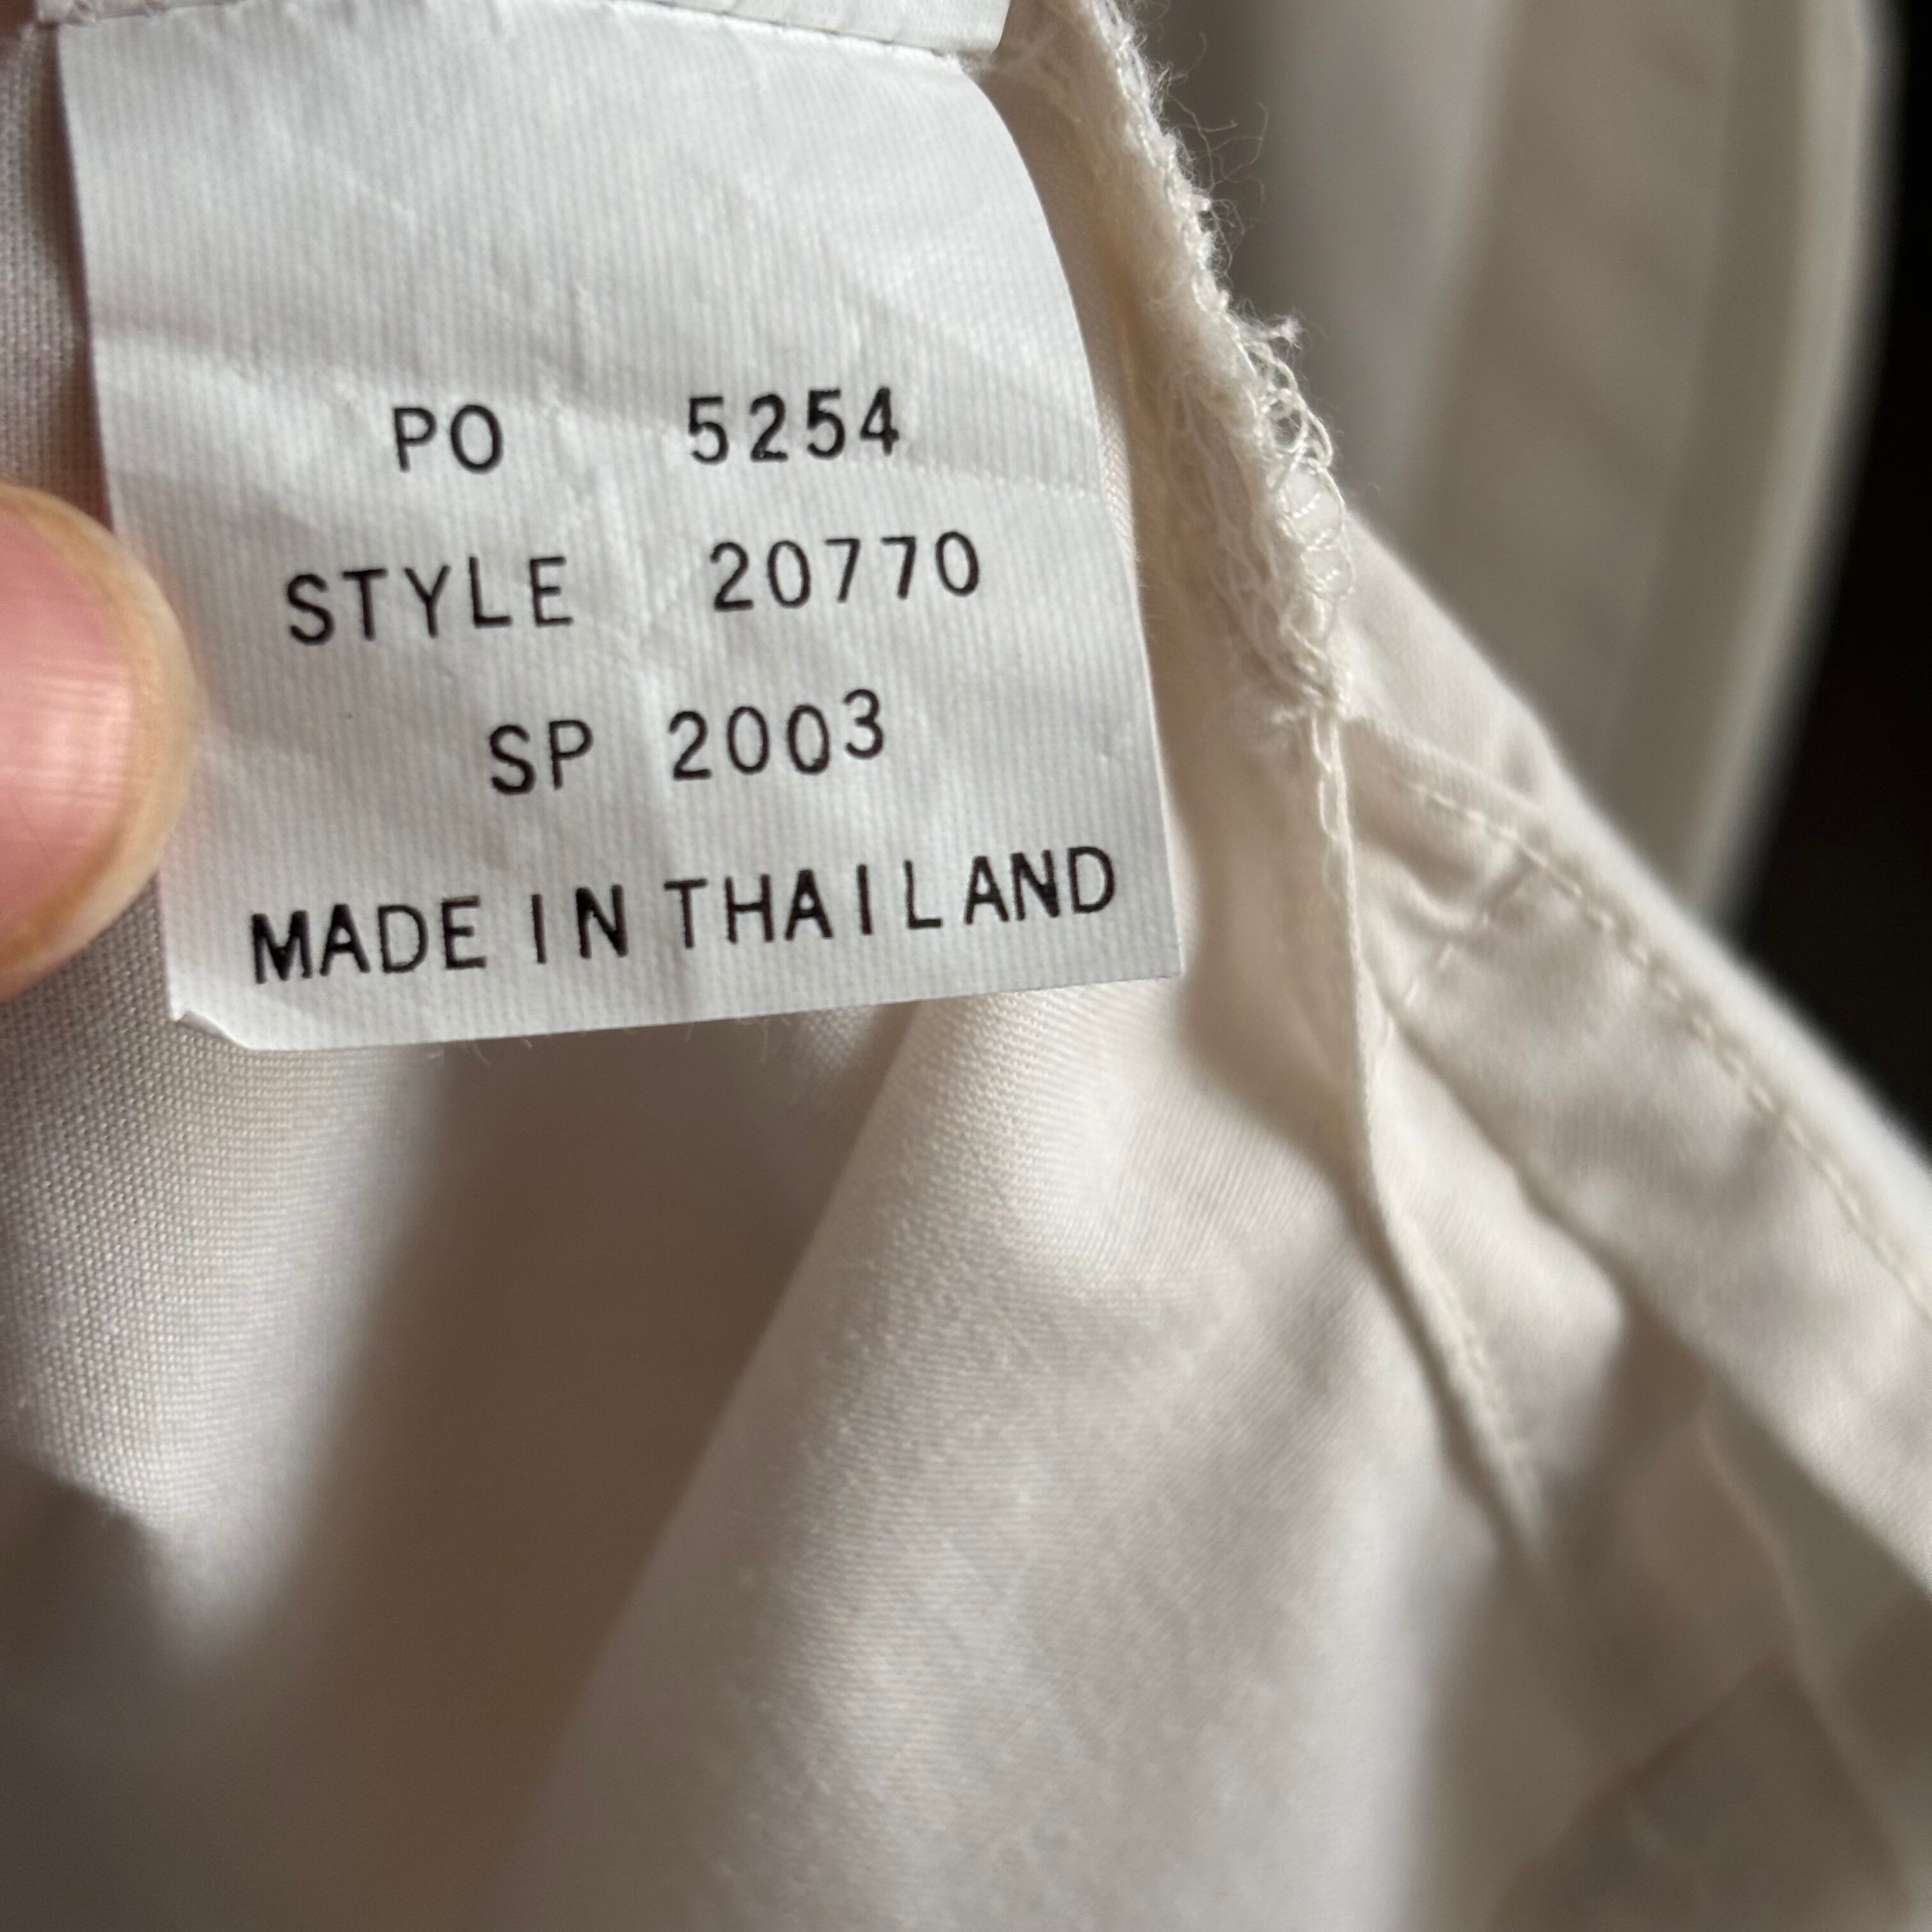 PO 5254
STYLE 20770
SP 2003
MADE IN THAILAND